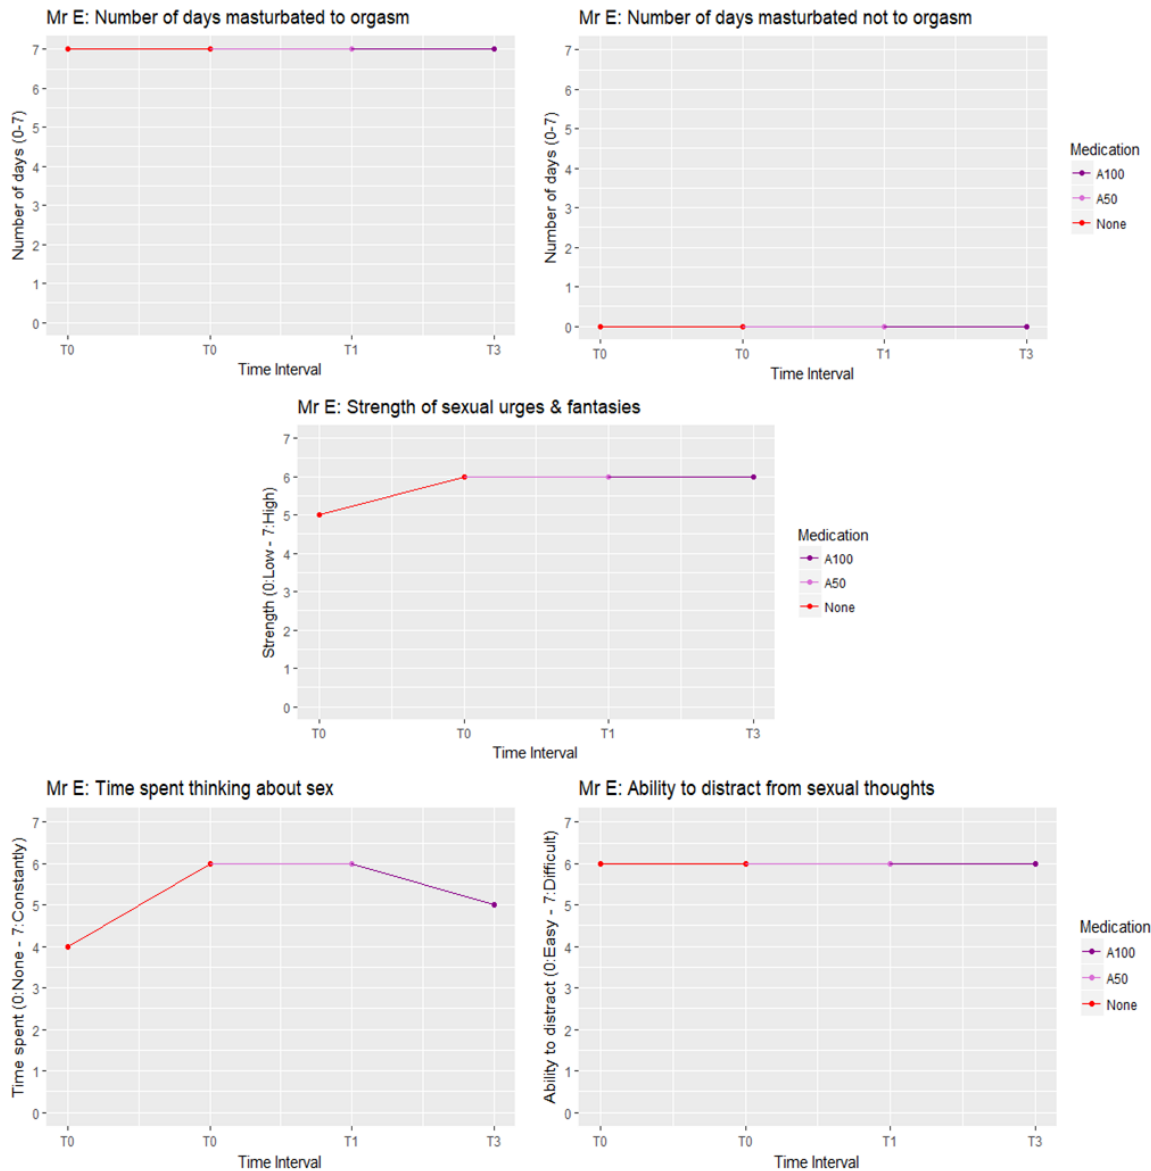 Mr E: Number of days masturbated to orgasm
Number of days (0-7)
7
6
5
4
3
2
1
0
T0
T0
T1
T3
Time Interval
Mr E: Number of days masturbated not to orgasm
Number of days (0-7)
7
6
5
4
3
2
1
0
T0
T0
T1
T3
Time Interval
Medication
A100
A50
None
Mr E: Strength of sexual urges & fantasies
Strength (0:Low - 7:High)
7
6
5
4
3
2
1
0
T0
T0
T1
T3
Time Interval
Medication
A100
A50
None
Mr E: Time spent thinking about sex
Time spent (0:None - 7:Constantly)
7
6
5
4
3
2
1
0
T0
T0
T1
T3
Time Interval
Mr E: Ability to distract from sexual thoughts
Ability to distract (0:Easy - 7:Difficult)
7
6
5
4
3
2
1
0
T0
T0
T1
T3
Time Interval
Medication
A100
A50
None